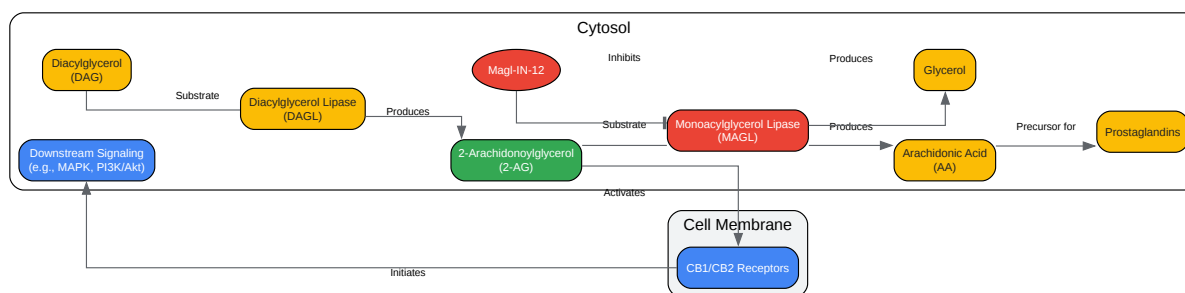 Cytosol
Diacylglycerol
(DAG)
Substrate
Diacylglycerol Lipase
(DAGL)
Produces
Magl-IN-12
Inhibits
Produces
Glycerol
Downstream Signaling
(e.g., MAPK, PI3K/Akt)
2-Arachidonoylglycerol
(2-AG)
Substrate
Monoacylglycerol Lipase
(MAGL)
Produces
Arachidonic Acid
(AA)
Precursor for
Prostaglandins
Activates
Cell Membrane
CB1/CB2 Receptors
Initiates